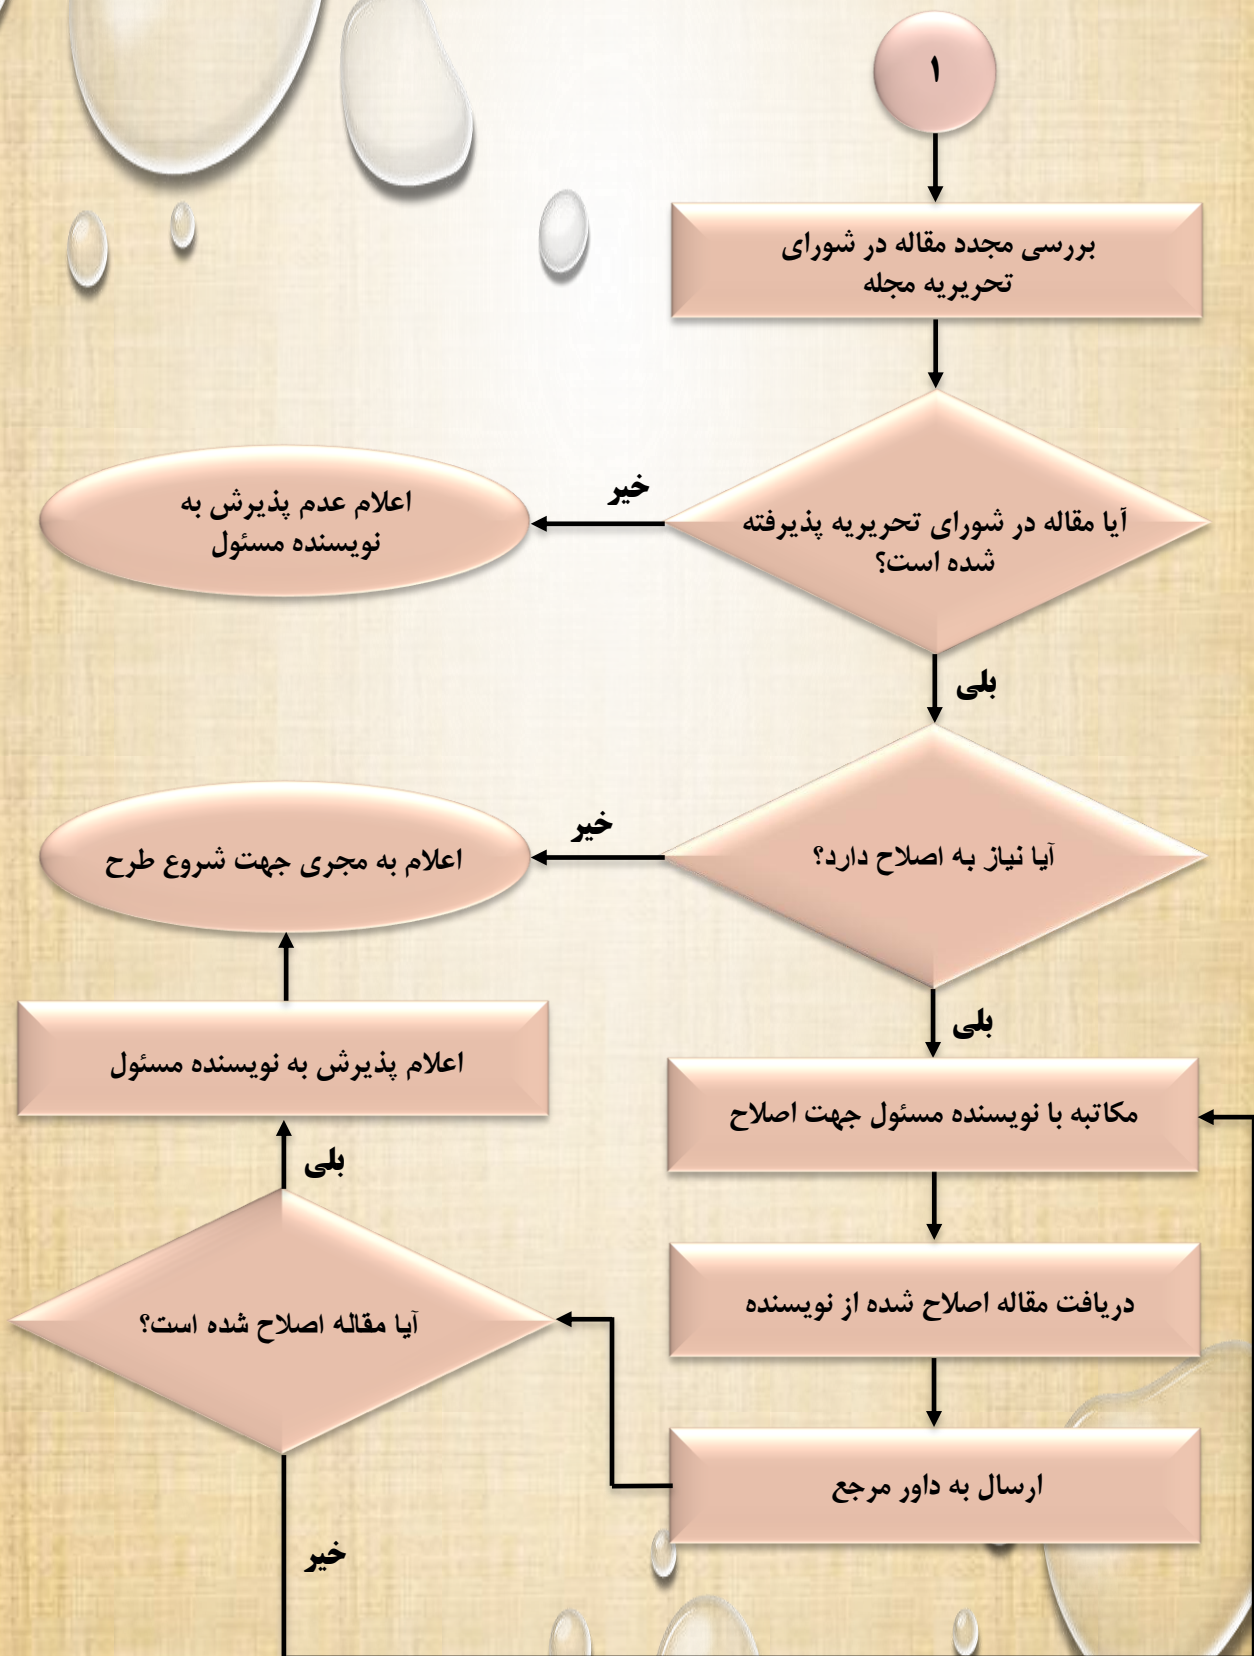 ۱
بررسی مجدد مقاله در شورای
تحریریه مجله
آیا مقاله در شورای تحریریه پذیرفته
شده است؟
خیر
اعلام عدم پذیرش به
نویسنده مسئول
بلی
آیا نیاز به اصلاح دارد؟
خیر
اعلام به مجری جهت شروع طرح
بلی
مکاتبه با نویسنده مسئول جهت اصلاح
دریافت مقاله اصلاح شده از نویسنده
ارسال به داور مرجع
آیا مقاله اصلاح شده است؟
بلی
اعلام پذیرش به نویسنده مسئول
خیر